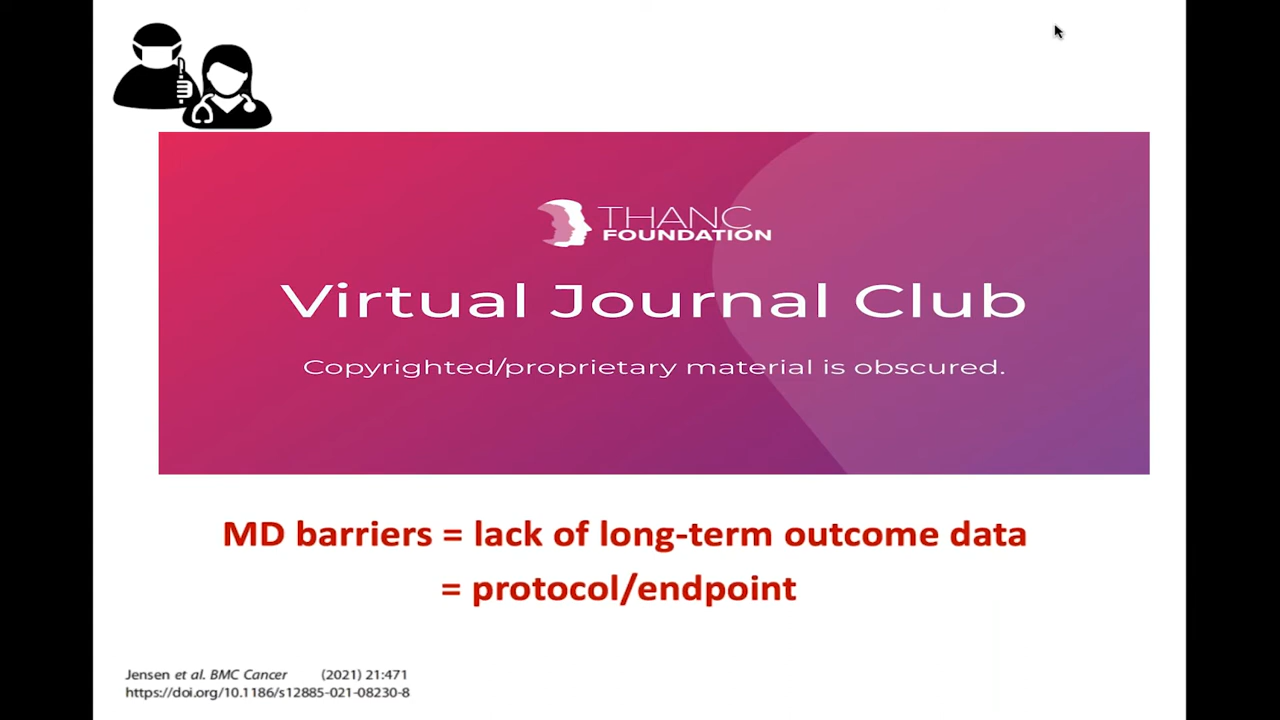 THANC
FOUNDATION
Virtual Journal Club
Copyrighted/proprietary material is obscured.
MD barriers = lack of long-term outcome data
= protocol/endpoint
Jensen et al. BMC Cancer (2021) 21:471
https://doi.org/10.1186/s12885-021-08230-8